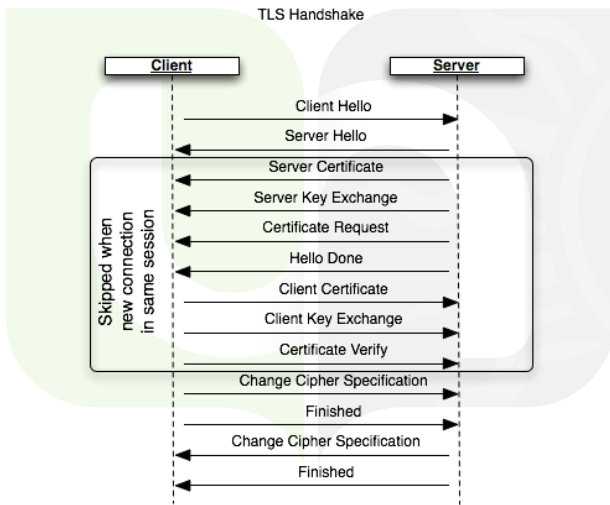 TLS Handshake
Client
Server
Client Hello
Server Hello
Server Certificate
Server Key Exchange
Certificate Request
Hello Done
Client Certificate
Client Key Exchange
Certificate Verify
Skipped when
new connection
in same session
Change Cipher Specification
Finished
Change Cipher Specification
Finished